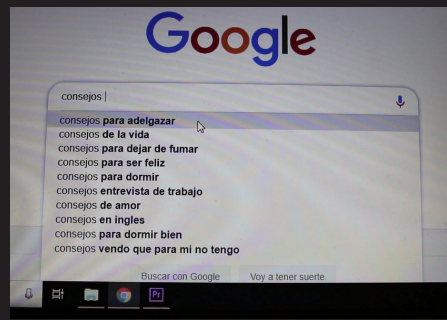 Google
consejos
consejos para adelgazar
consejos de la vida
consejos para dejar de fumar
consejos para ser feliz
consejos para dormir
consejos entrevista de trabajo
consejos de amor
consejos en ingles
consejos para dormir bien
consejos vendo que para mi no tengo
Buscar con Google Voy a tener suerte
Pr